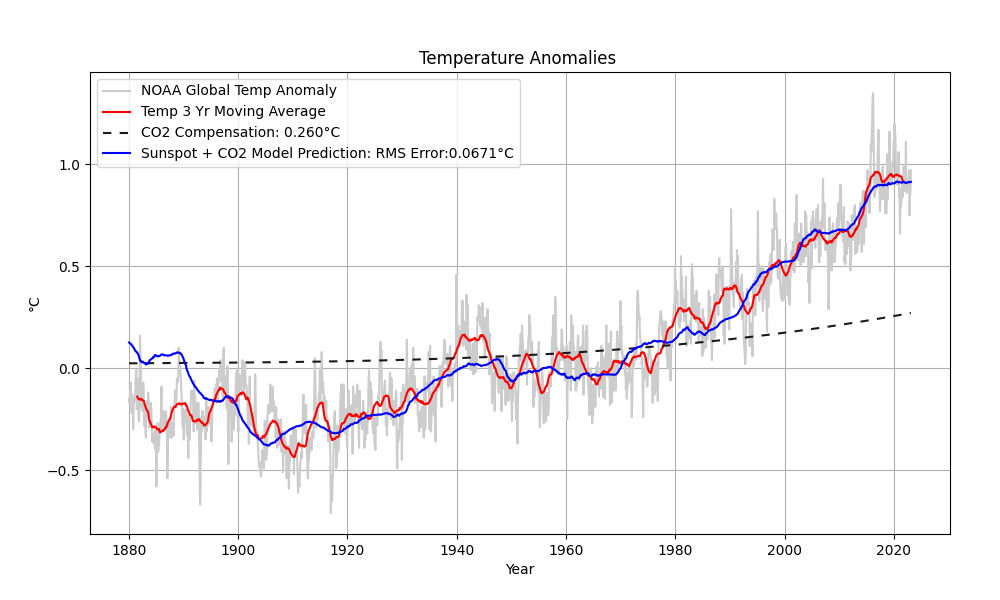 Temperature Anomalies
NOAA Global Temp Anomaly
Temp 3 Yr Moving Average
CO2 Compensation: 0.260°C
Sunspot + CO2 Model Prediction: RMS Error:0.0671°C
1.0
0.5
0.0
−0.5
°C
1880 1900 1920 1940 1960 1980 2000 2020
Year